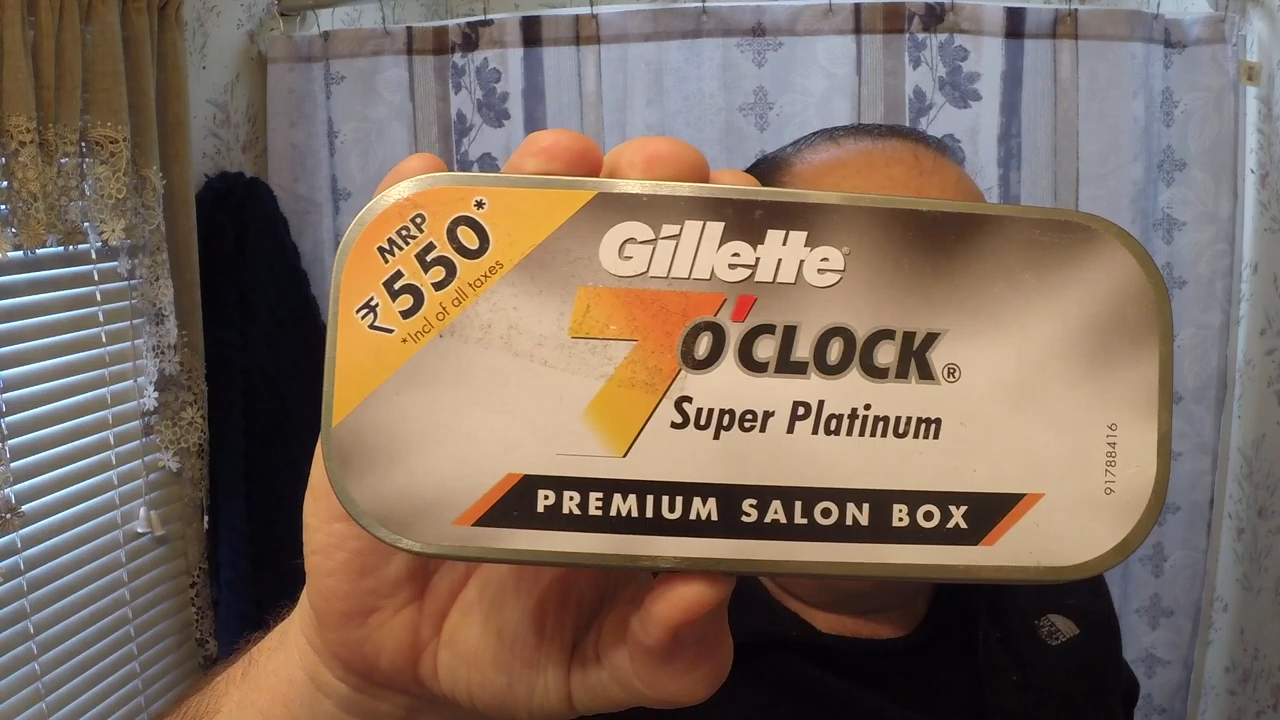 MRP
₹550*
*Incl of all taxes
Gillette®
7 O'CLOCK®
Super Platinum
PREMIUM SALON BOX
91788416